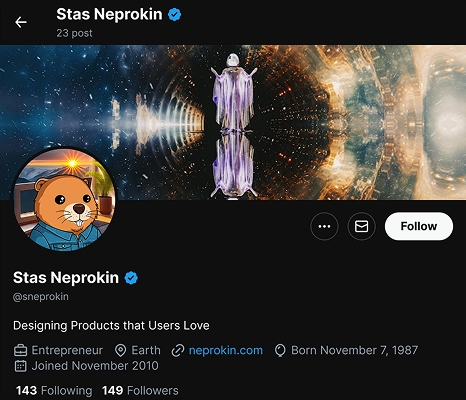 Stas Neprokin
23 post
Follow
Stas Neprokin
@sneprokin
Designing Products that Users Love
Entrepreneur Earth neprokin.com Born November 7, 1987
Joined November 2010
143 Following 149 Followers